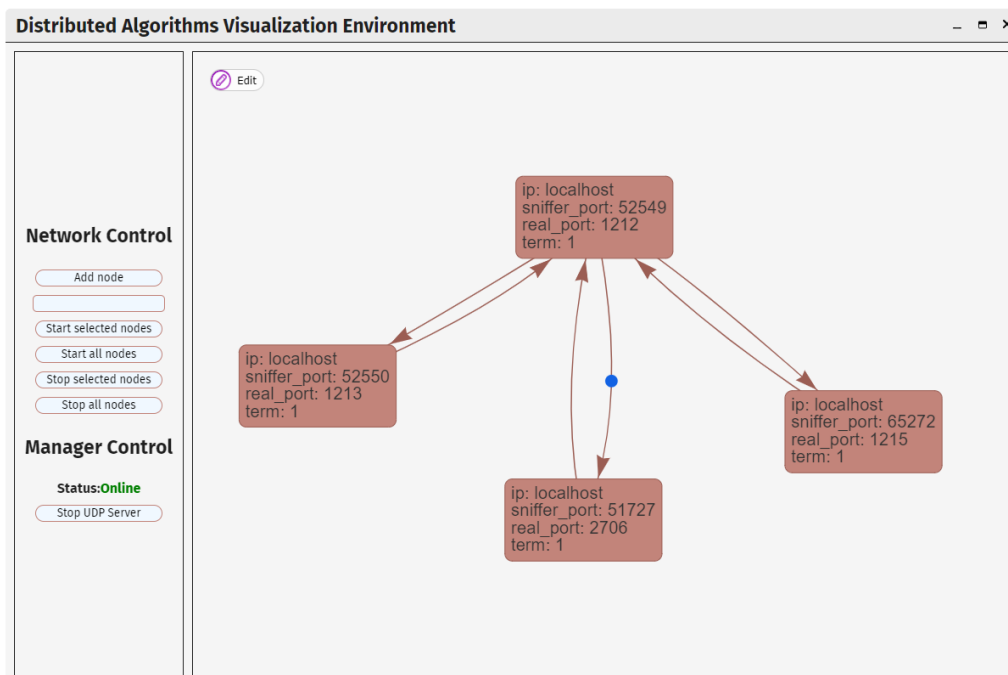 Distributed Algorithms Visualization Environment
Edit
Network Control
Add node
Start selected nodes
Start all nodes
Stop selected nodes
Stop all nodes
Manager Control
Status:Online
Stop UDP Server
ip: localhost
sniffer_port: 52549
real_port: 1212
term: 1
ip: localhost
sniffer_port: 52550
real_port: 1213
term: 1
ip: localhost
sniffer_port: 65272
real_port: 1215
term: 1
ip: localhost
sniffer_port: 51727
real_port: 2706
term: 1